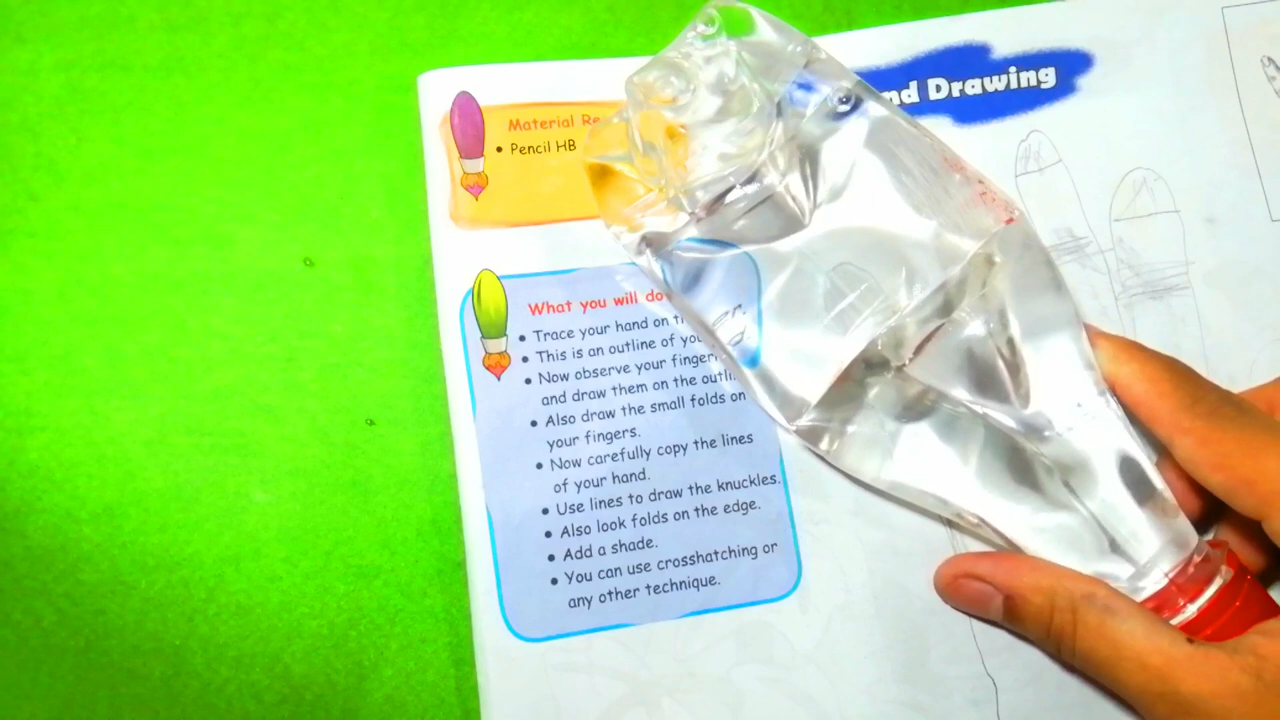 nd Drawing
Material Re
• Pencil HB
What you will do
• Trace your hand on th
• This is an outline of you
• Now observe your finger
and draw them on the outli
• Also draw the small folds on
your fingers.
• Now carefully copy the lines
of your hand.
• Use lines to draw the knuckles.
• Also look folds on the edge.
• Add a shade.
• You can use crosshatching or
any other technique.